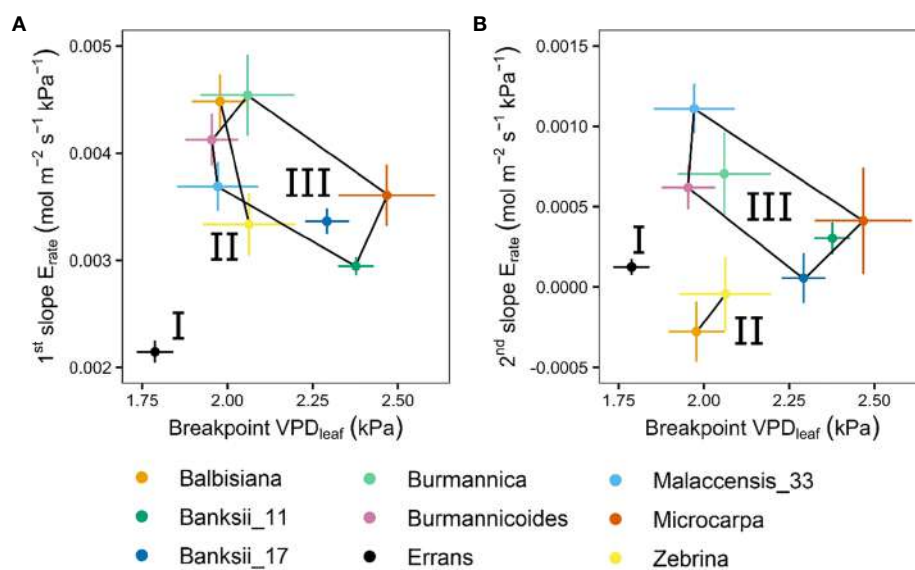 A
1st slope Erate (mol m−2 s−1 kPa−1)
0.005
0.004
0.003
0.002
I
II
III
1.75 2.00 2.25 2.50
Breakpoint VPDleaf (kPa)
B
2nd slope Erate (mol m−2 s−1 kPa−1)
0.0015
0.0010
0.0005
0.0000
-0.0005
I
III
II
1.75 2.00 2.25 2.50
Breakpoint VPDleaf (kPa)
Balbisiana Burmannica Malaccensis_33
Banksii_11 Burmannicoides Microcarpa
Banksii_17 Errans Zebrina